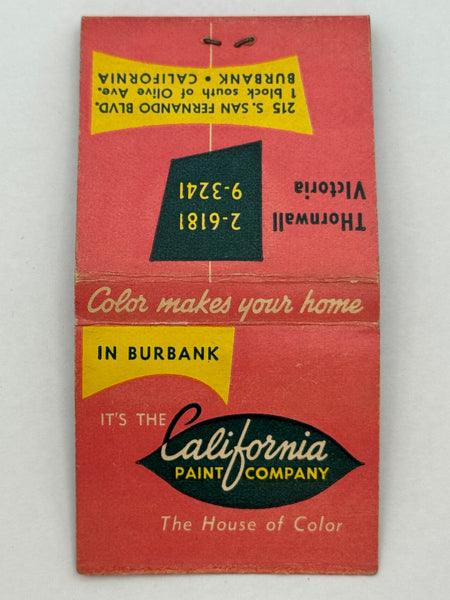 215 S. SAN FERNANDO BLVD.
1 block south of Olive Ave.
BURBANK • CALIFORNIA
THornwall 2-6181
VIctoria 9-3241
Color makes your home
IN BURBANK
IT'S THE
California
PAINT COMPANY
The House of Color